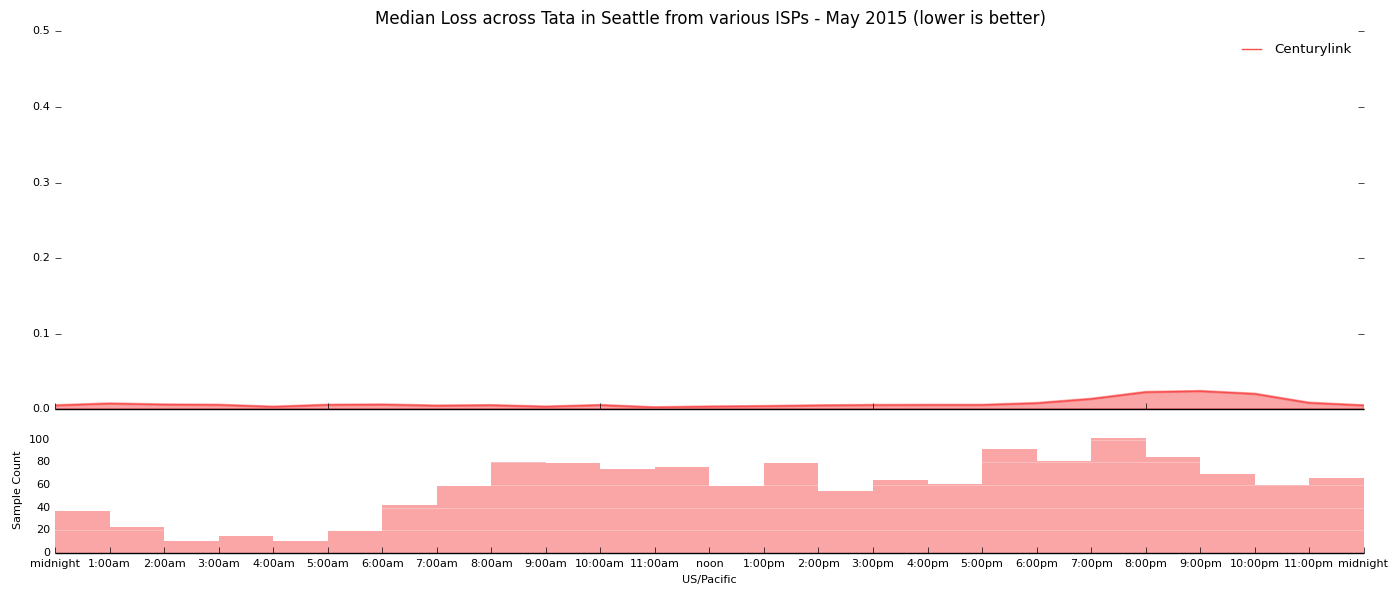 Median Loss across Tata in Seattle from various ISPs - May 2015 (lower is better)
Centurylink
0.5
0.4
0.3
0.2
0.1
0.0
Sample Count
100
80
60
40
20
0
midnight 1:00am 2:00am 3:00am 4:00am 5:00am 6:00am 7:00am 8:00am 9:00am 10:00am 11:00am noon 1:00pm 2:00pm 3:00pm 4:00pm 5:00pm 6:00pm 7:00pm 8:00pm 9:00pm 10:00pm 11:00pm midnight
US/Pacific